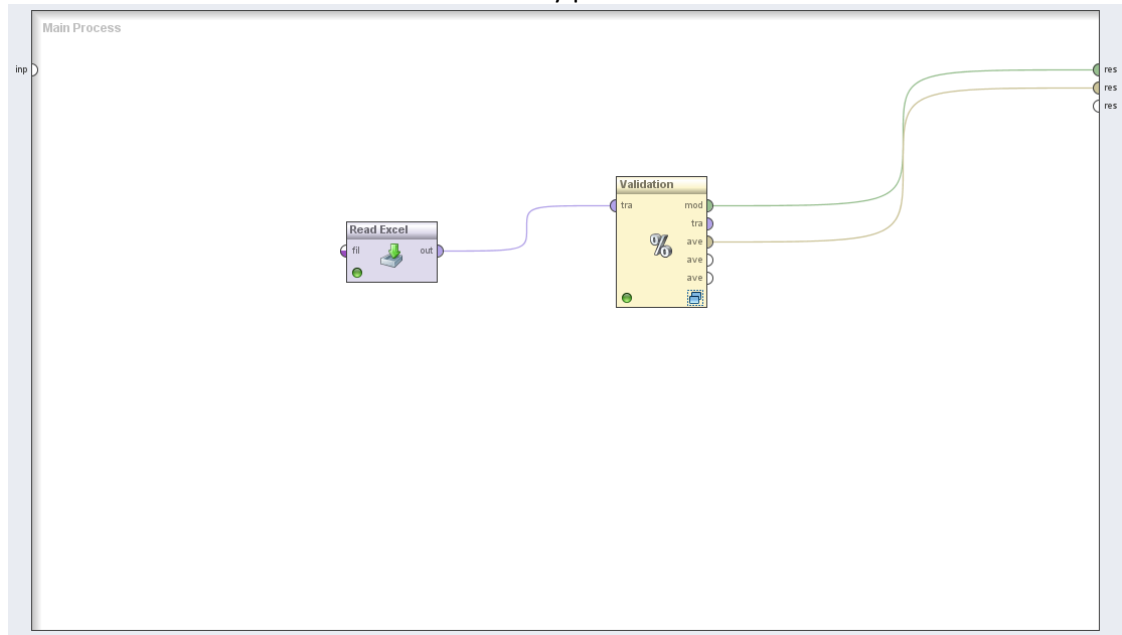 Main Process
inp
res
res
res
Validation
tra
mod
tra
ave
ave
ave
Read Excel
fil
out